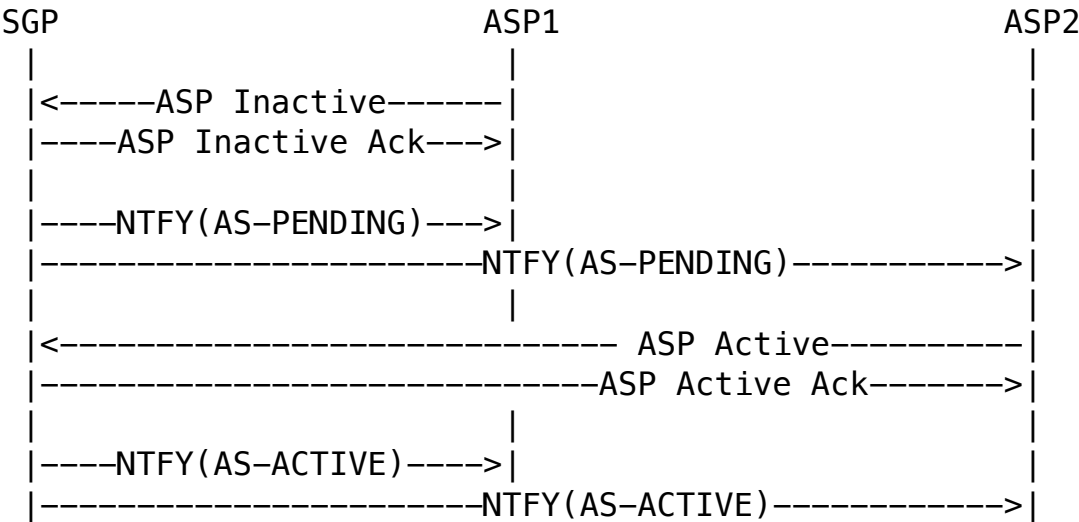 SGP ASP1 ASP2
| | |
|<-----ASP Inactive------| |
|----ASP Inactive Ack--->| |
| | |
|----NTFY(AS-PENDING)--->| |
|-----------------------NTFY(AS-PENDING)----------->|
| | |
|<----------------------------- ASP Active----------|
|-----------------------------ASP Active Ack------->|
| | |
|----NTFY(AS-ACTIVE)---->| |
|-----------------------NTFY(AS-ACTIVE)------------>|